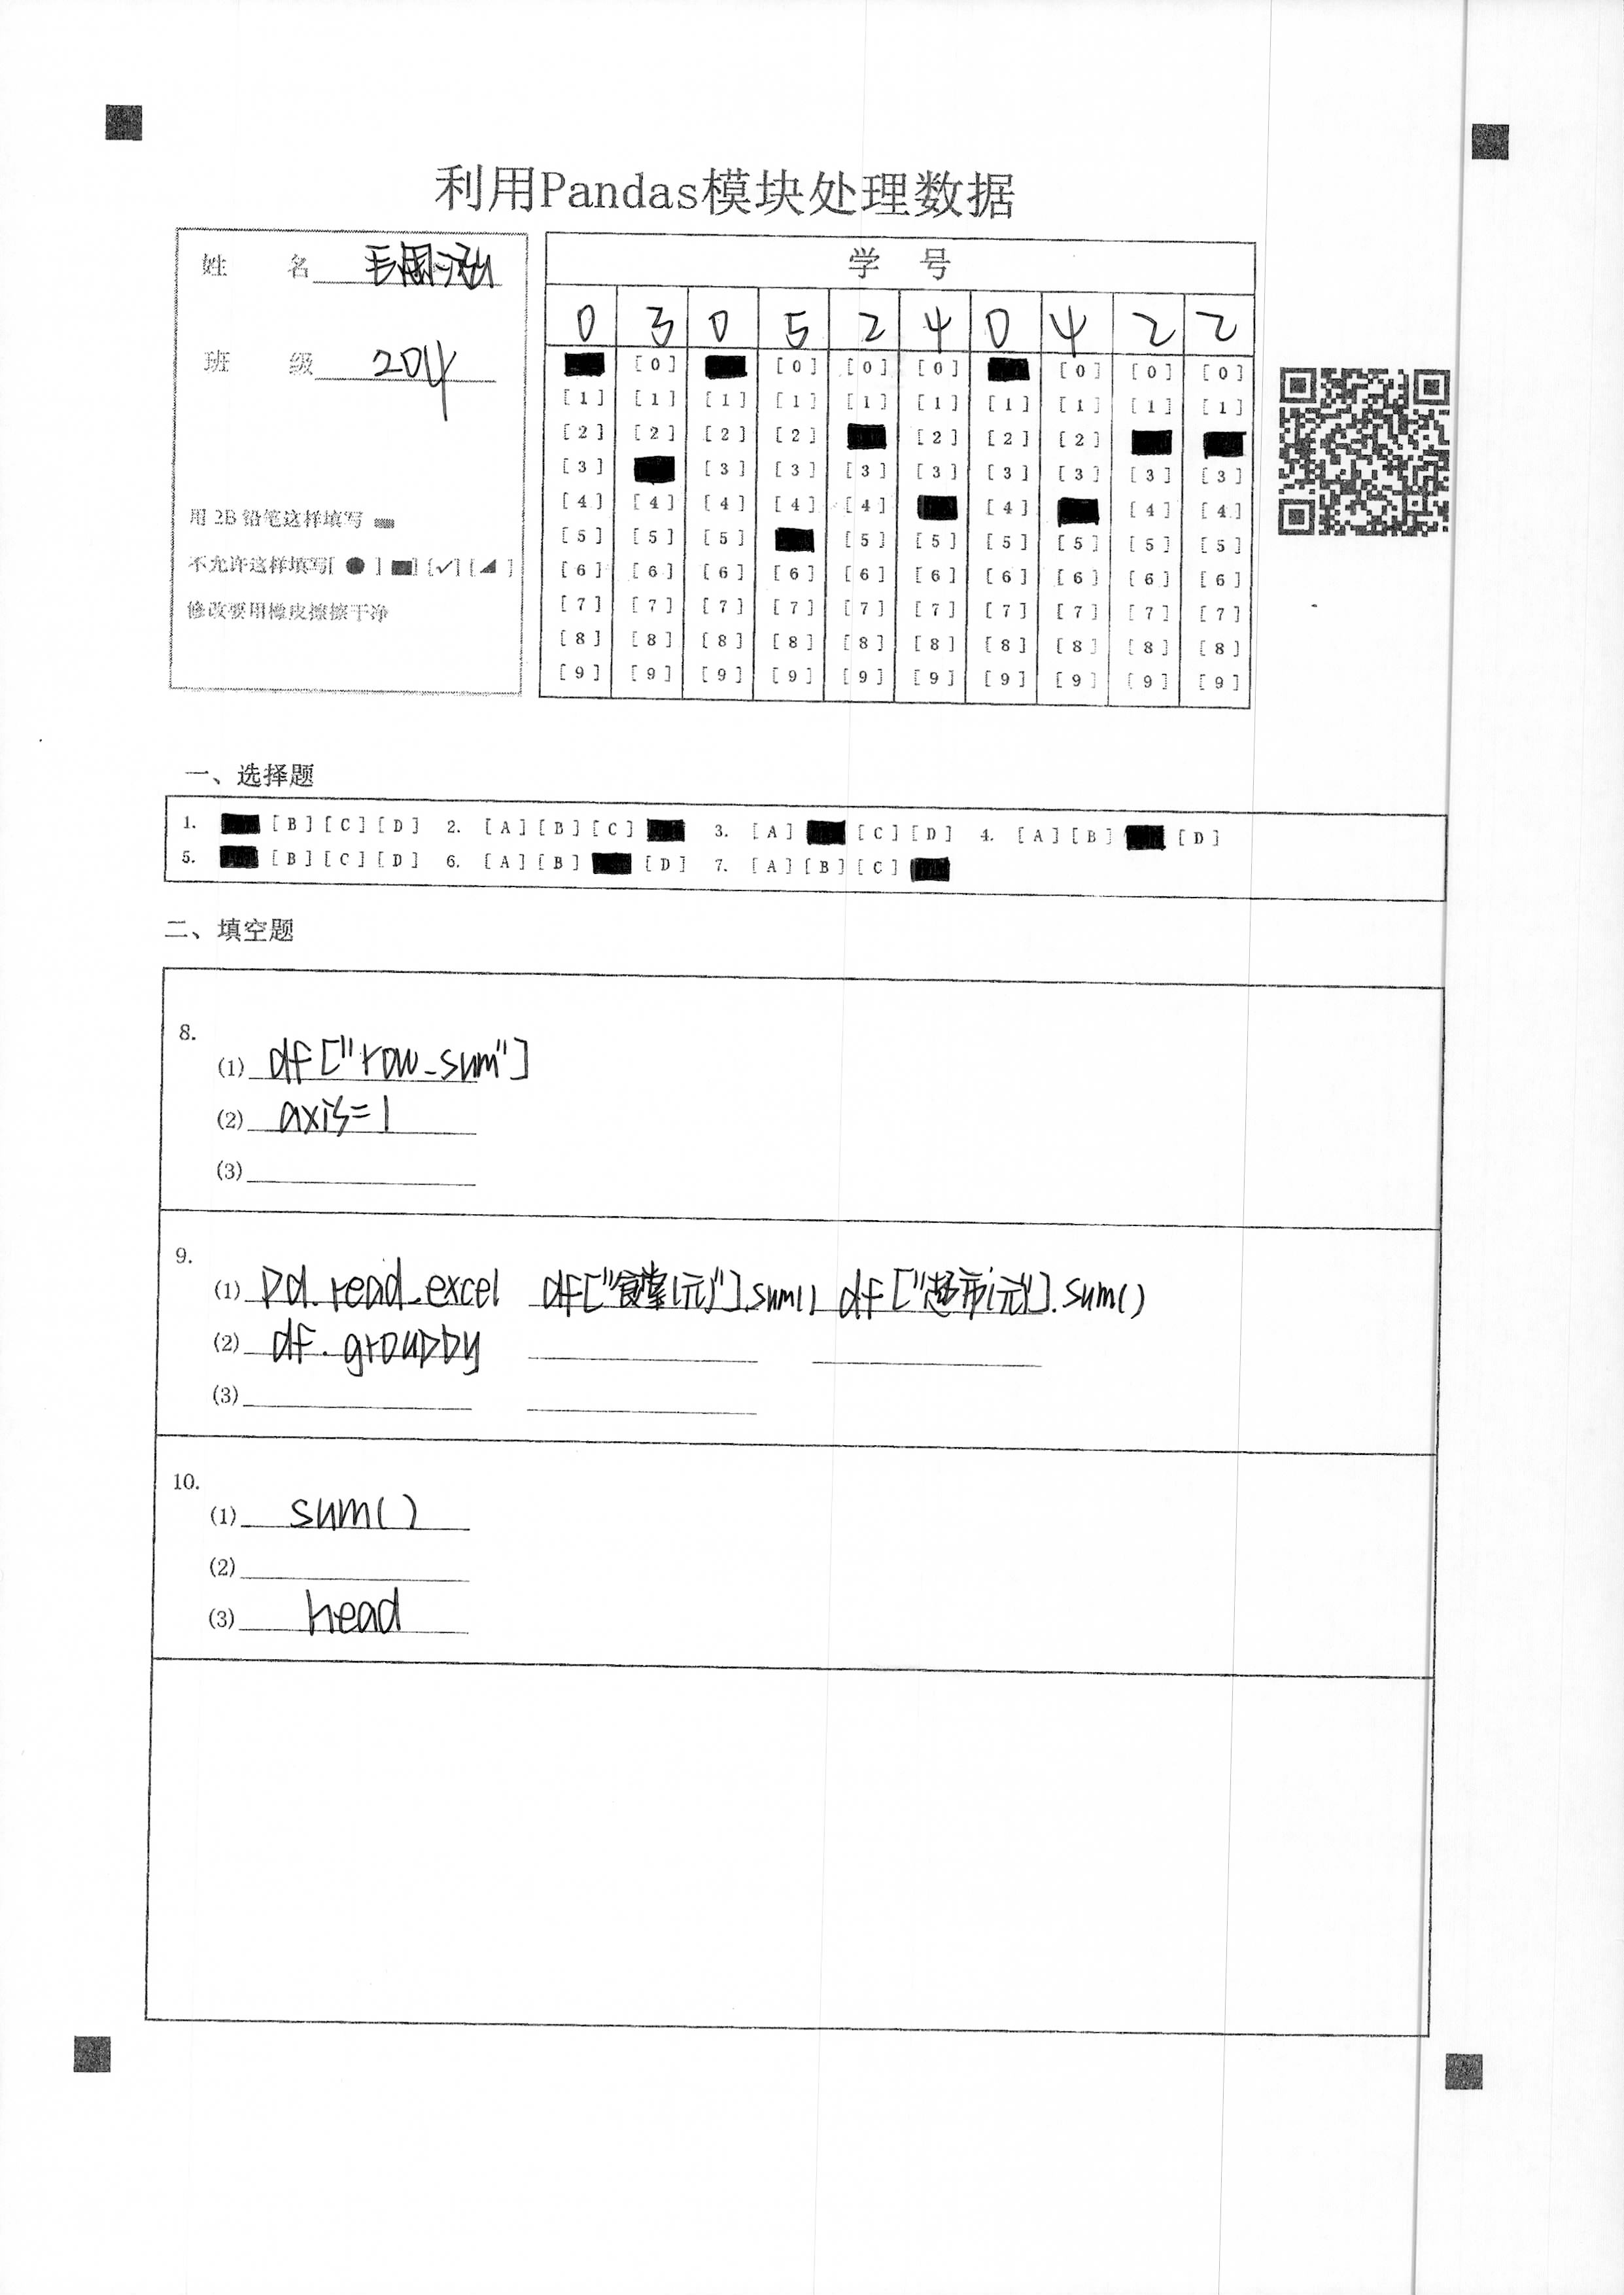 利用Pandas模块处理数据
姓 名
班 级 204
用 2B 铅笔这样填写
不允许这样填写[ ● ] [✓] [ ]
修改要用橡皮擦擦干净
学 号
0 3 0 5 2 4 0 4 2 2
[0] [0] [0] [0] [0] [0] [0]
[1] [1] [1] [1] [1] [1] [1] [1] [1] [1]
[2] [2] [2] [2] [2] [2] [2]
[3] [3] [3] [3] [3] [3] [3] [3] [3]
[4] [4] [4] [4] [4] [4] [4] [4]
[5] [5] [5] [5] [5] [5] [5] [5] [5]
[6] [6] [6] [6] [6] [6] [6] [6] [6] [6]
[7] [7] [7] [7] [7] [7] [7] [7] [7] [7]
[8] [8] [8] [8] [8] [8] [8] [8] [8] [8]
[9] [9] [9] [9] [9] [9] [9] [9] [9] [9]
一、选择题
1. [B] [C] [D] 2. [A] [B] [C] 3. [A] [C] [D] 4. [A] [B] [D]
5. [B] [C] [D] 6. [A] [B] [D] 7. [A] [B] [C]
二、填空题
8.
(1) df["row_sum"]
(2) axis=1
(3)
9.
(1) pd.read_excel df["食堂(元)"].sum() df["超市(元)"].sum()
(2) df.groupby
(3)
10.
(1) sum()
(2)
(3) head